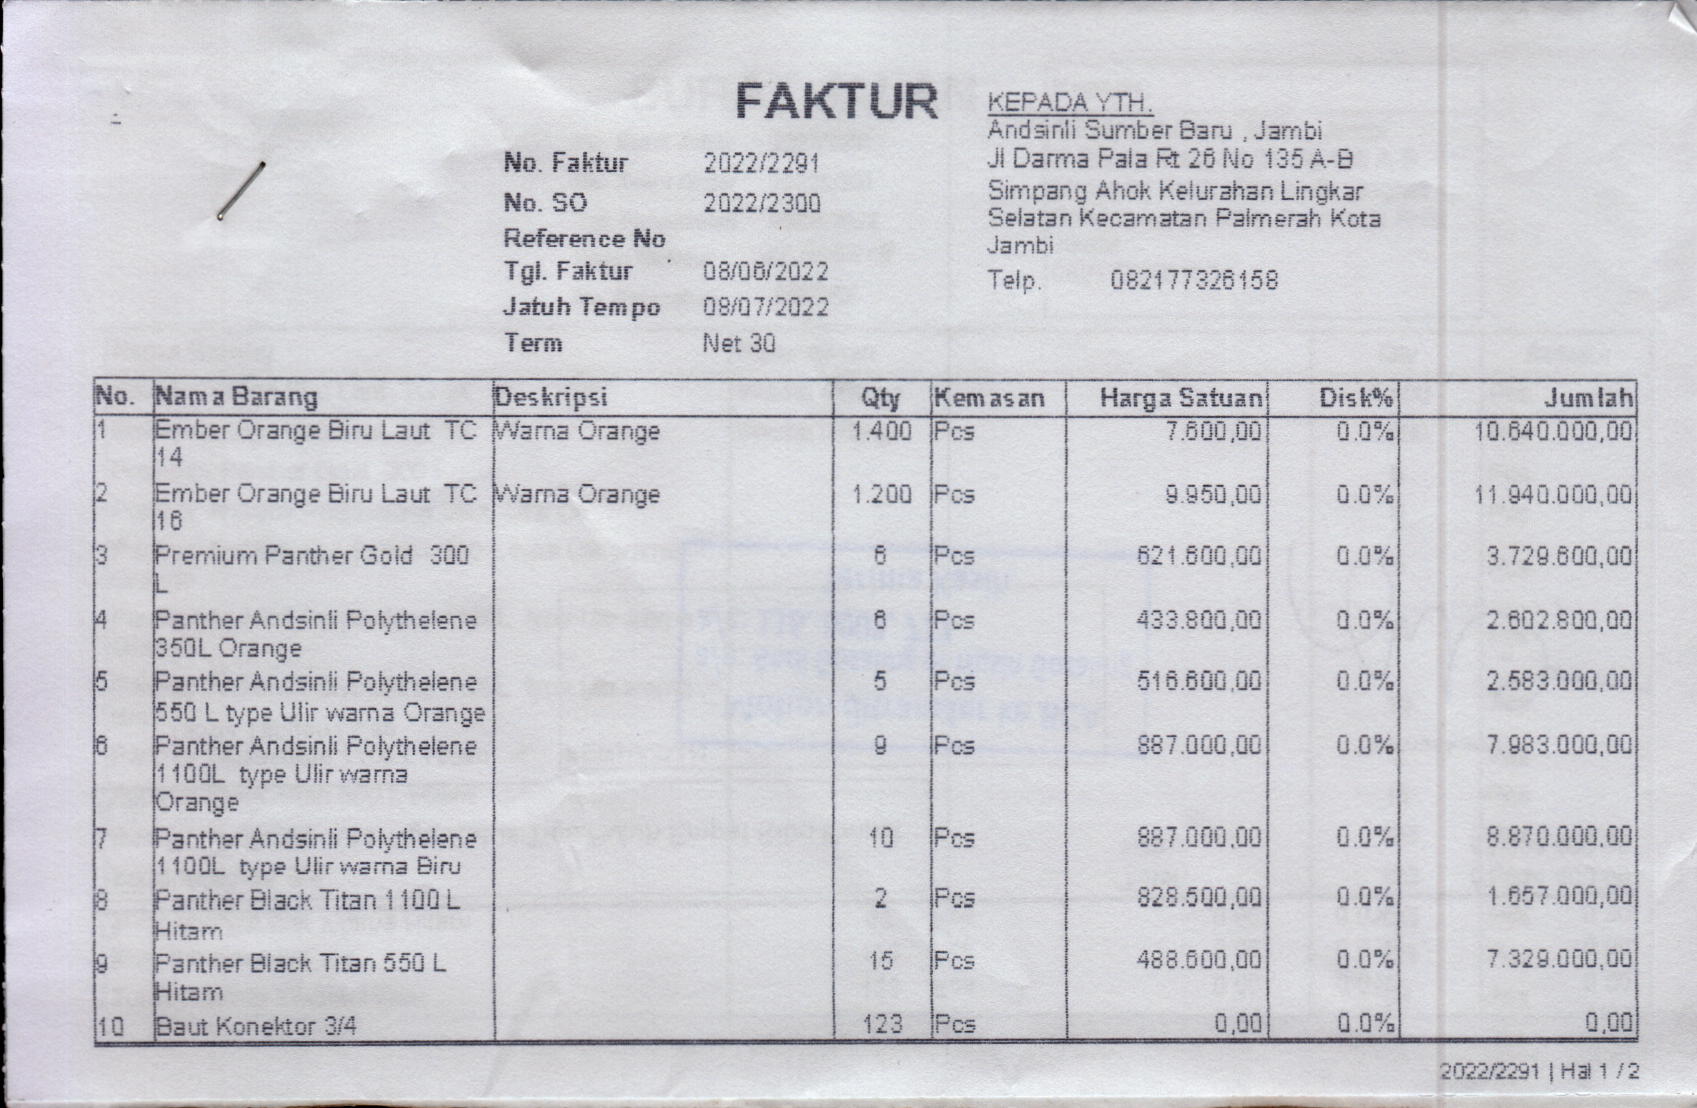 FAKTUR
No. Faktur 2022/2291
No. SO 2022/2300
Reference No
Tgl. Faktur 08/06/2022
Jatuh Tempo 08/07/2022
Term Net 30
KEPADA YTH.
Andsinli Sumber Baru , Jambi
Jl Darma Pala Rt 26 No 135 A-B
Simpang Ahok Kelurahan Lingkar
Selatan Kecamatan Palmerah Kota
Jambi
Telp. 082177326158
No. Nama Barang Deskripsi Qty Kemasan Harga Satuan Disk% Jumlah
1 Ember Orange Biru Laut TC Warna Orange 1.400 Pcs 7.600,00 0.0% 10.640.000,00
14
2 Ember Orange Biru Laut TC Warna Orange 1.200 Pcs 9.950,00 0.0% 11.940.000,00
16
3 Premium Panther Gold 300 6 Pcs 621.600,00 0.0% 3.729.600,00
L
4 Panther Andsinli Polythelene 6 Pcs 433.800,00 0.0% 2.602.800,00
350L Orange
5 Panther Andsinli Polythelene 5 Pcs 516.600,00 0.0% 2.583.000,00
550 L type Ulir warna Orange
6 Panther Andsinli Polythelene 9 Pcs 887.000,00 0.0% 7.983.000,00
1100L type Ulir warna
Orange
7 Panther Andsinli Polythelene 10 Pcs 887.000,00 0.0% 8.870.000,00
1100L type Ulir warna Biru
8 Panther Black Titan 1100 L 2 Pcs 828.500,00 0.0% 1.657.000,00
Hitam
9 Panther Black Titan 550 L 15 Pcs 488.600,00 0.0% 7.329.000,00
Hitam
10 Baut Konektor 3/4 123 Pcs 0,00 0.0% 0,00
2022/2291 | Hal 1 / 2